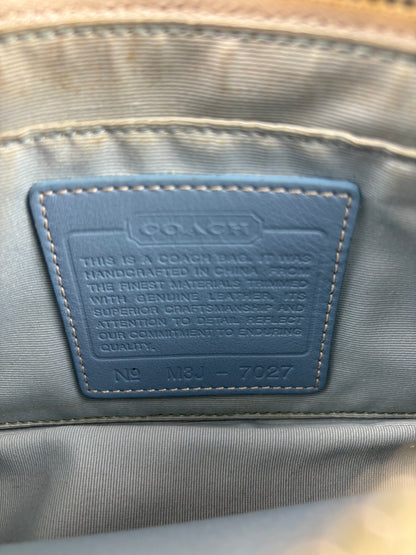 COACH
THIS IS A COACH BAG. IT WAS
HANDCRAFTED IN CHINA FROM
THE FINEST MATERIALS TRIMMED
WITH GENUINE LEATHER. ITS
SUPERIOR CRAFTSMANSHIP AND
ATTENTION TO DETAIL REFLECT
OUR COMMITMENT TO ENDURING
QUALITY.
Nº M3J - 7027